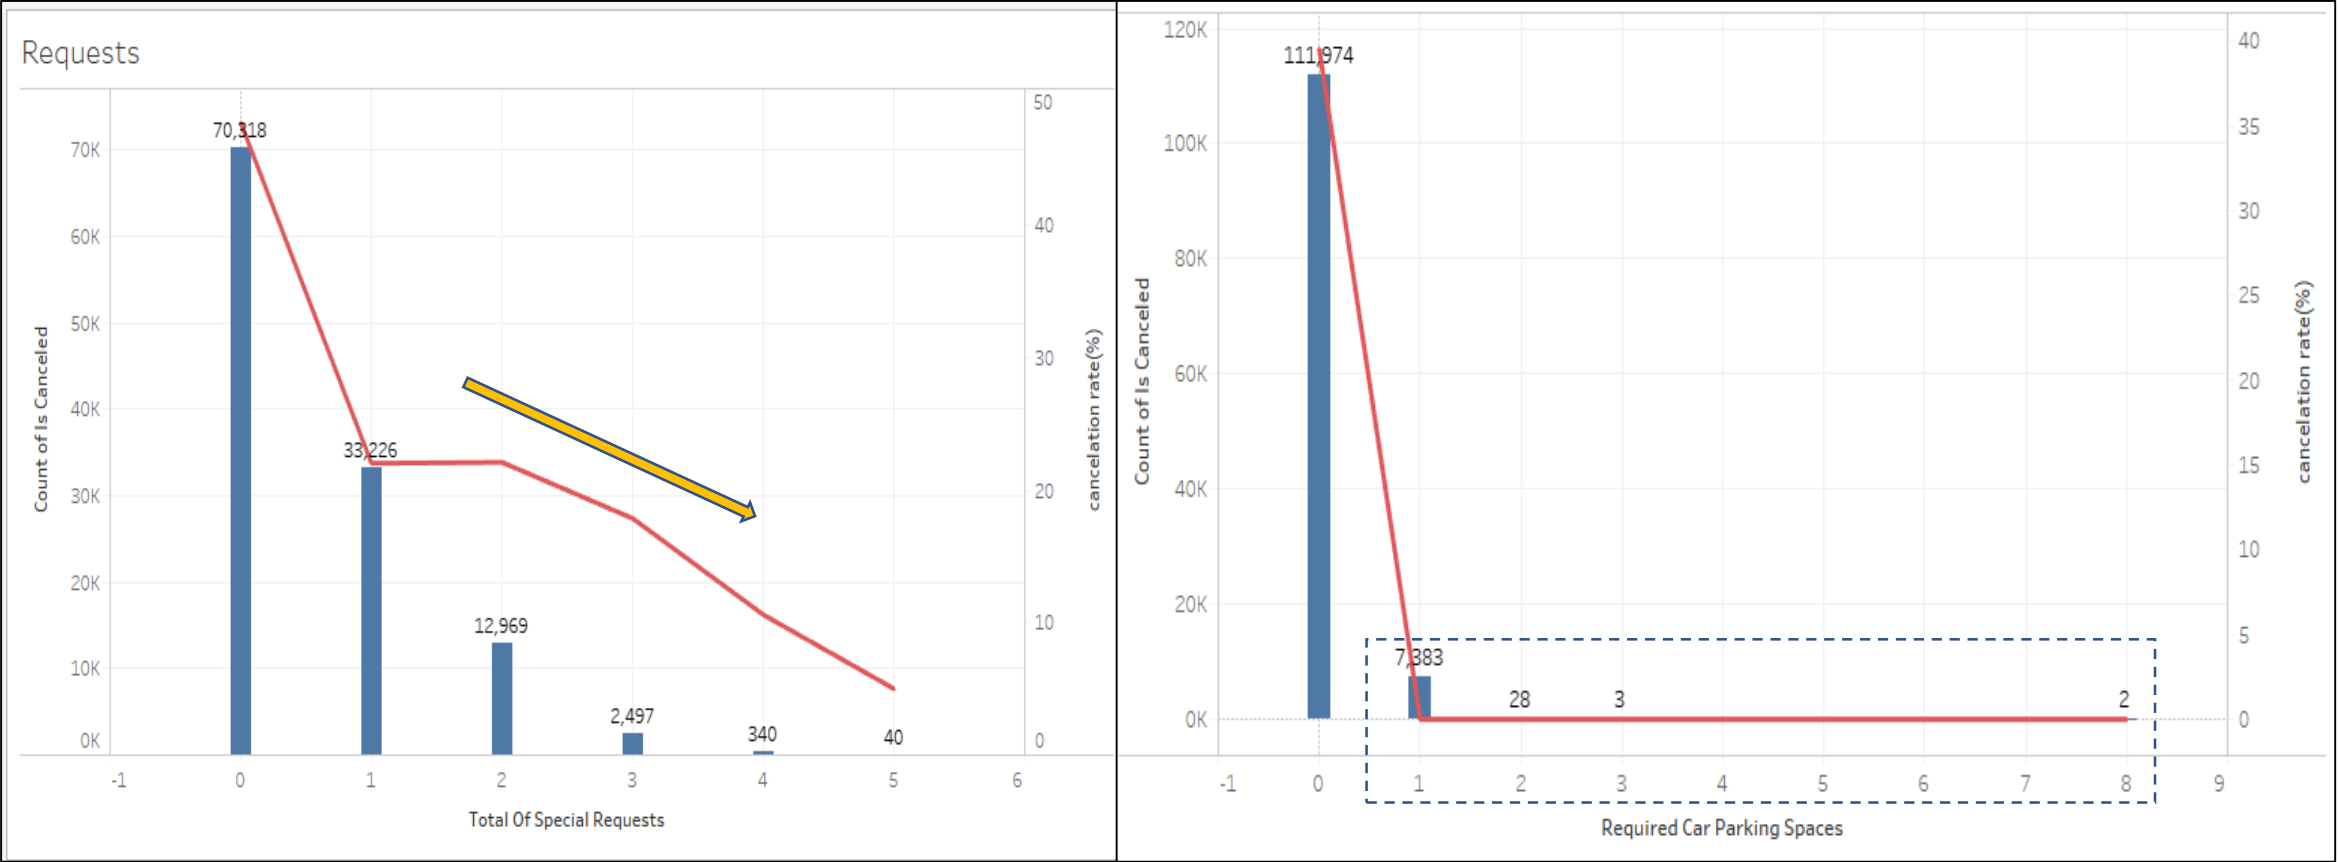 Requests
70,318
33,226
12,969
2,497
340
40
70K
60K
50K
40K
30K
20K
10K
0K
50
40
30
20
10
0
Count of Is Canceled
cancelation rate(%)
-1 0 1 2 3 4 5 6
Total Of Special Requests
120K
100K
80K
60K
40K
20K
0K
111,974
7,383
28
3
2
40
35
30
25
20
15
10
5
0
Count of Is Canceled
cancelation rate(%)
-1 0 1 2 3 4 5 6 7 8 9
Required Car Parking Spaces